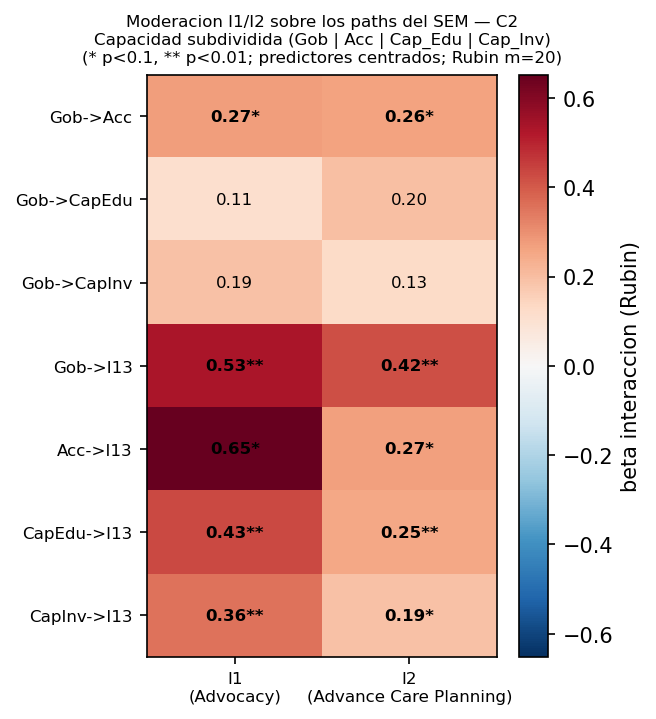 Moderacion I1/I2 sobre los paths del SEM — C2
Capacidad subdividida (Gob | Acc | Cap_Edu | Cap_Inv)
(* p<0.1, ** p<0.01; predictores centrados; Rubin m=20)
Gob->Acc 0.27* 0.26*
Gob->CapEdu 0.11 0.20
Gob->CapInv 0.19 0.13
Gob->I13 0.53** 0.42**
Acc->I13 0.65* 0.27*
CapEdu->I13 0.43** 0.25**
CapInv->I13 0.36** 0.19*
I1 I2
(Advocacy) (Advance Care Planning)
0.6
0.4
0.2
0.0
−0.2
−0.4
−0.6
beta interaccion (Rubin)